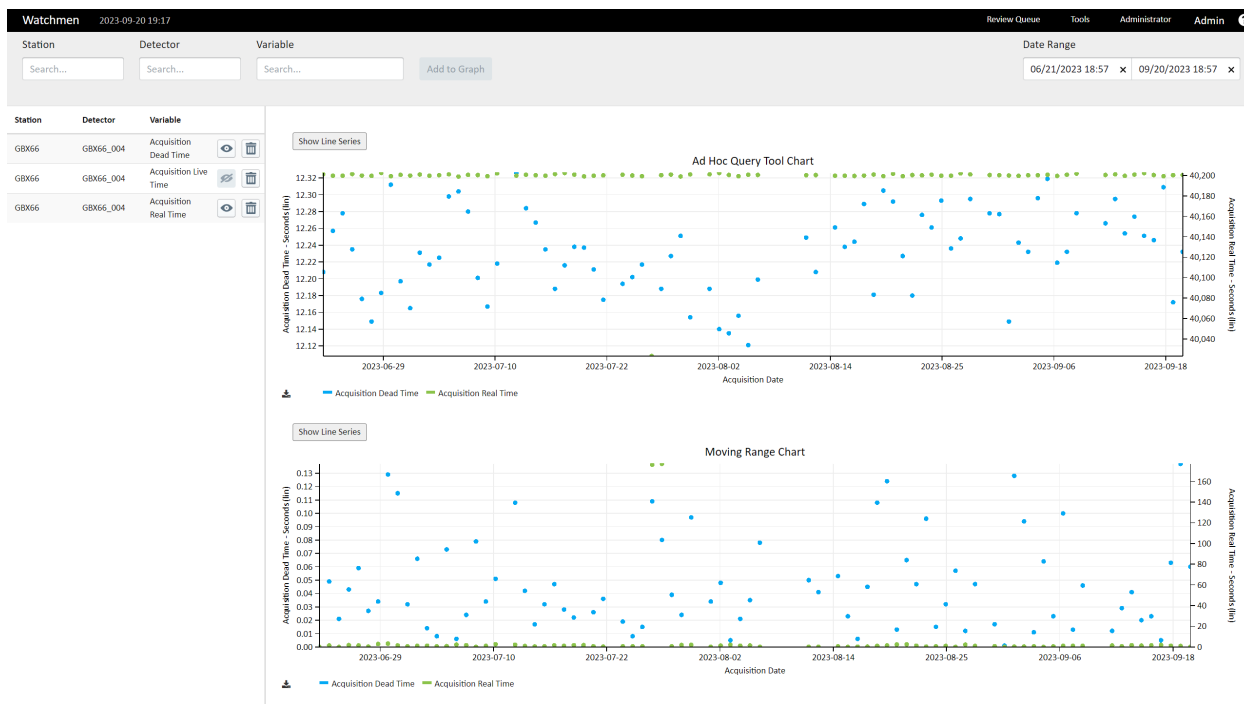 Watchmen 2023-09-20 19:17 Review Queue Tools Administrator Admin
Station Detector Variable Date Range
Search... Search... Search... Add to Graph 06/21/2023 18:57 × 09/20/2023 18:57 ×
Station Detector Variable
GBX66 GBX66_004 Acquisition Dead Time
GBX66 GBX66_004 Acquisition Live Time
GBX66 GBX66_004 Acquisition Real Time
Show Line Series
Ad Hoc Query Tool Chart
Acquisition Dead Time - Seconds (lin)
12.32
12.30
12.28
12.26
12.24
12.22
12.20
12.18
12.16
12.14
12.12
40,200
40,180
40,160
40,140
40,120
40,100
40,080
40,060
40,040
Acquisition Real Time - Seconds (lin)
2023-06-29 2023-07-10 2023-07-22 2023-08-02 2023-08-14 2023-08-25 2023-09-06 2023-09-18
Acquisition Date
Acquisition Dead Time Acquisition Real Time
Show Line Series
Moving Range Chart
Acquisition Dead Time - Seconds (lin)
0.13
0.12
0.11
0.10
0.09
0.08
0.07
0.06
0.05
0.04
0.03
0.02
0.01
0.00
160
140
120
100
80
60
40
20
0
Acquisition Real Time - Seconds (lin)
2023-06-29 2023-07-10 2023-07-22 2023-08-02 2023-08-14 2023-08-25 2023-09-06 2023-09-18
Acquisition Date
Acquisition Dead Time Acquisition Real Time